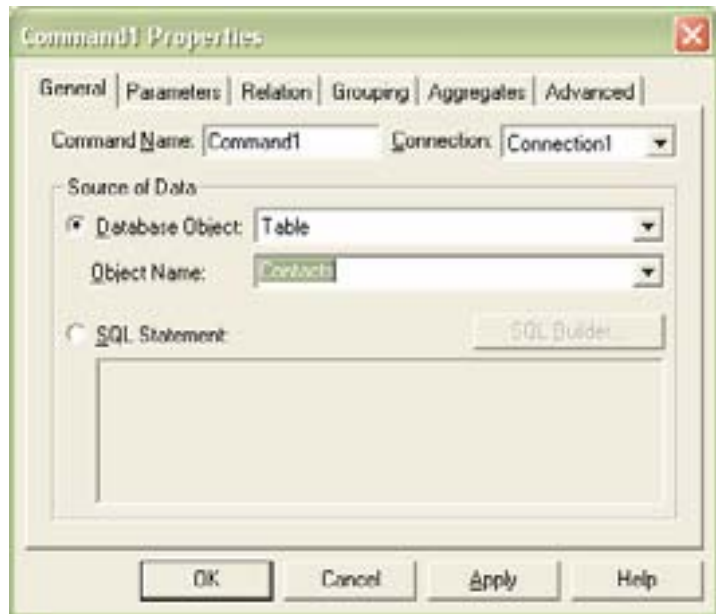 Command1 Properties
General Parameters Relation Grouping Aggregates Advanced
Command Name: Command1 Connection: Connection1
Source of Data
Database Object: Table
Object Name: Contacts
SQL Statement:
SQL Builder...
OK Cancel Apply Help